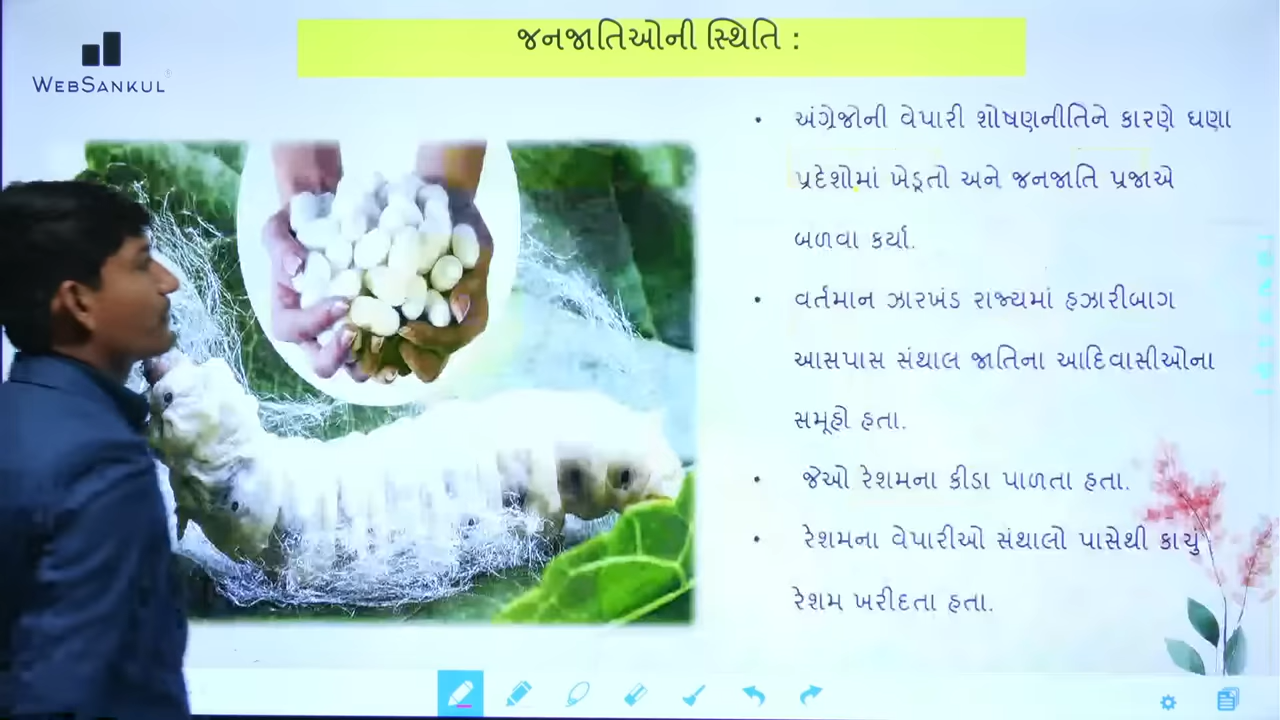 જનજાતિઓની સ્થિતિ :
WEBSANKUL
• અંગ્રેજોની વેપારી શોષણનીતિને કારણે ઘણા
પ્રદેશોમાં ખેડૂતો અને જનજાતિ પ્રજાએ
બળવા કર્યા.
• વર્તમાન ઝારખંડ રાજ્યમાં હઝારીબાગ
આસપાસ સંથાલ જાતિના આદિવાસીઓના
સમૂહો હતા.
• જેઓ રેશમના કીડા પાળતા હતા.
• રેશમના વેપારીઓ સંથાલો પાસેથી કાચુ
રેશમ ખરીદતા હતા.